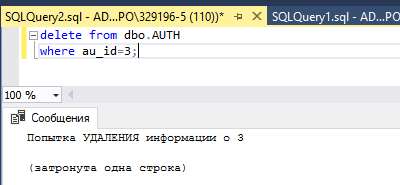 SQLQuery2.sql - AD...PO\329196-5 (110))* SQLQuery1.sql - AD...PO
delete from dbo.AUTH
where au_id=3;
100 %
Сообщения
Попытка УДАЛЕНИЯ информации о 3
(затронута одна строка)